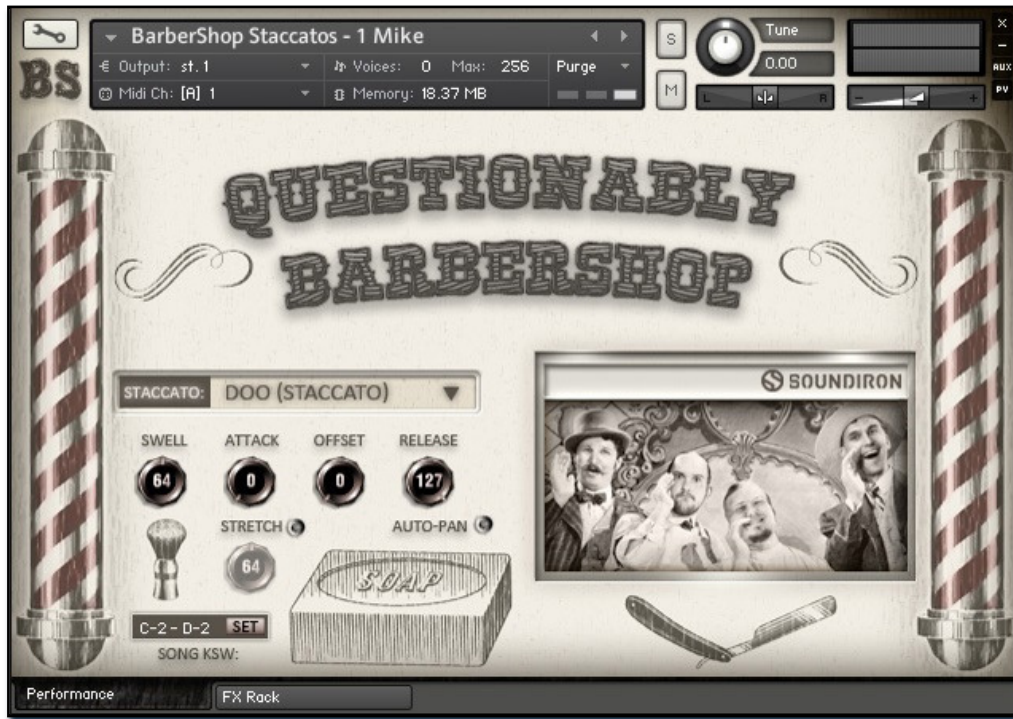 BarberShop Staccatos - 1 Mike
Output: st.1
Voices: 0 Max: 256
Purge
Midi Ch: [A] 1
Memory: 18.37 MB
S
M
Tune
0.00
L
R
- +
×
-
AUX
PV
BS
QUESTIONABLY
BARBERSHOP
STACCATO: DOO (STACCATO)
SOUNDIRON
SWELL ATTACK OFFSET RELEASE
64 0 0 127
STRETCH AUTO-PAN
64
SOAP
C-2 - D-2 SET
SONG KSW:
Performance
FX Rack